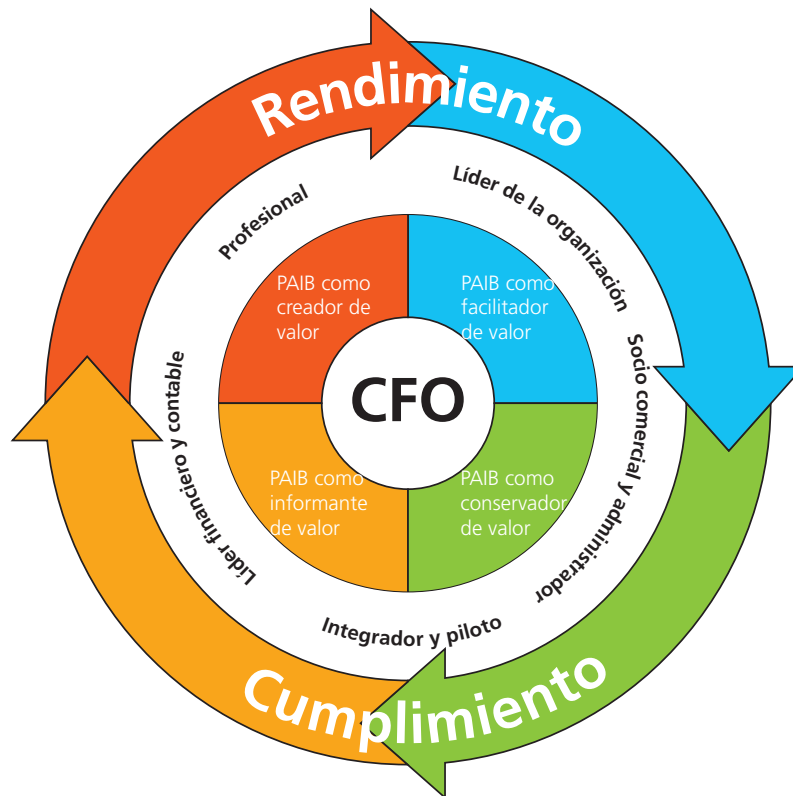 Rendimiento
Profesional
Líder de la organización
PAIB como
creador de
valor
PAIB como
facilitador
de valor
CFO
Socio comercial y administrador
Líder financiero y contable
PAIB como
informante
de valor
PAIB como
conservador
de valor
Integrador y piloto
Cumplimiento